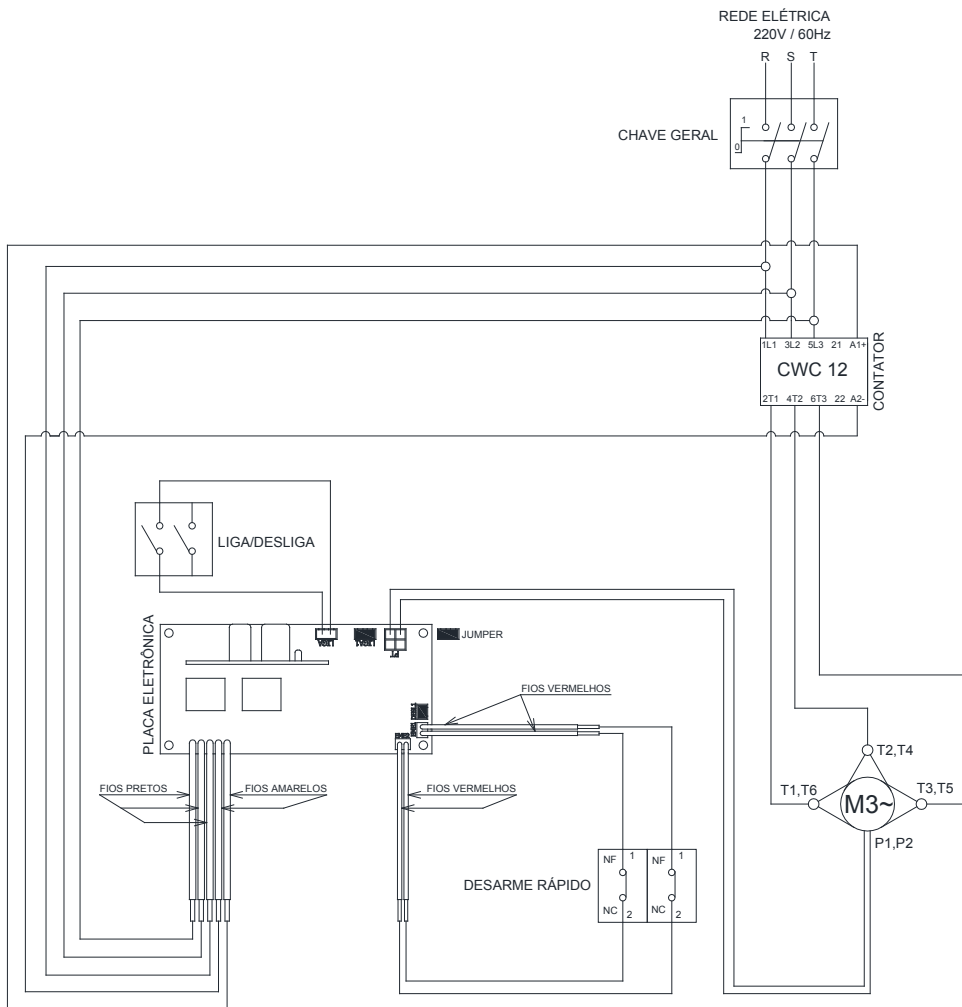 REDE ELÉTRICA
220V / 60Hz
R S T
CHAVE GERAL
1
0
1L1 3L2 5L3 21 A1+
CWC 12
2T1 4T2 6T3 22 A2-
CONTATOR
LIGA/DESLIGA
PLACA ELETRÔNICA
LIGA
PT
JUMPER
FIOS VERMELHOS
FIOS PRETOS
FIOS AMARELOS
FIOS VERMELHOS
T2,T4
T1,T6
M3~
T3,T5
P1,P2
DESARME RÁPIDO
NF 1
NC 2
NF 1
NC 2